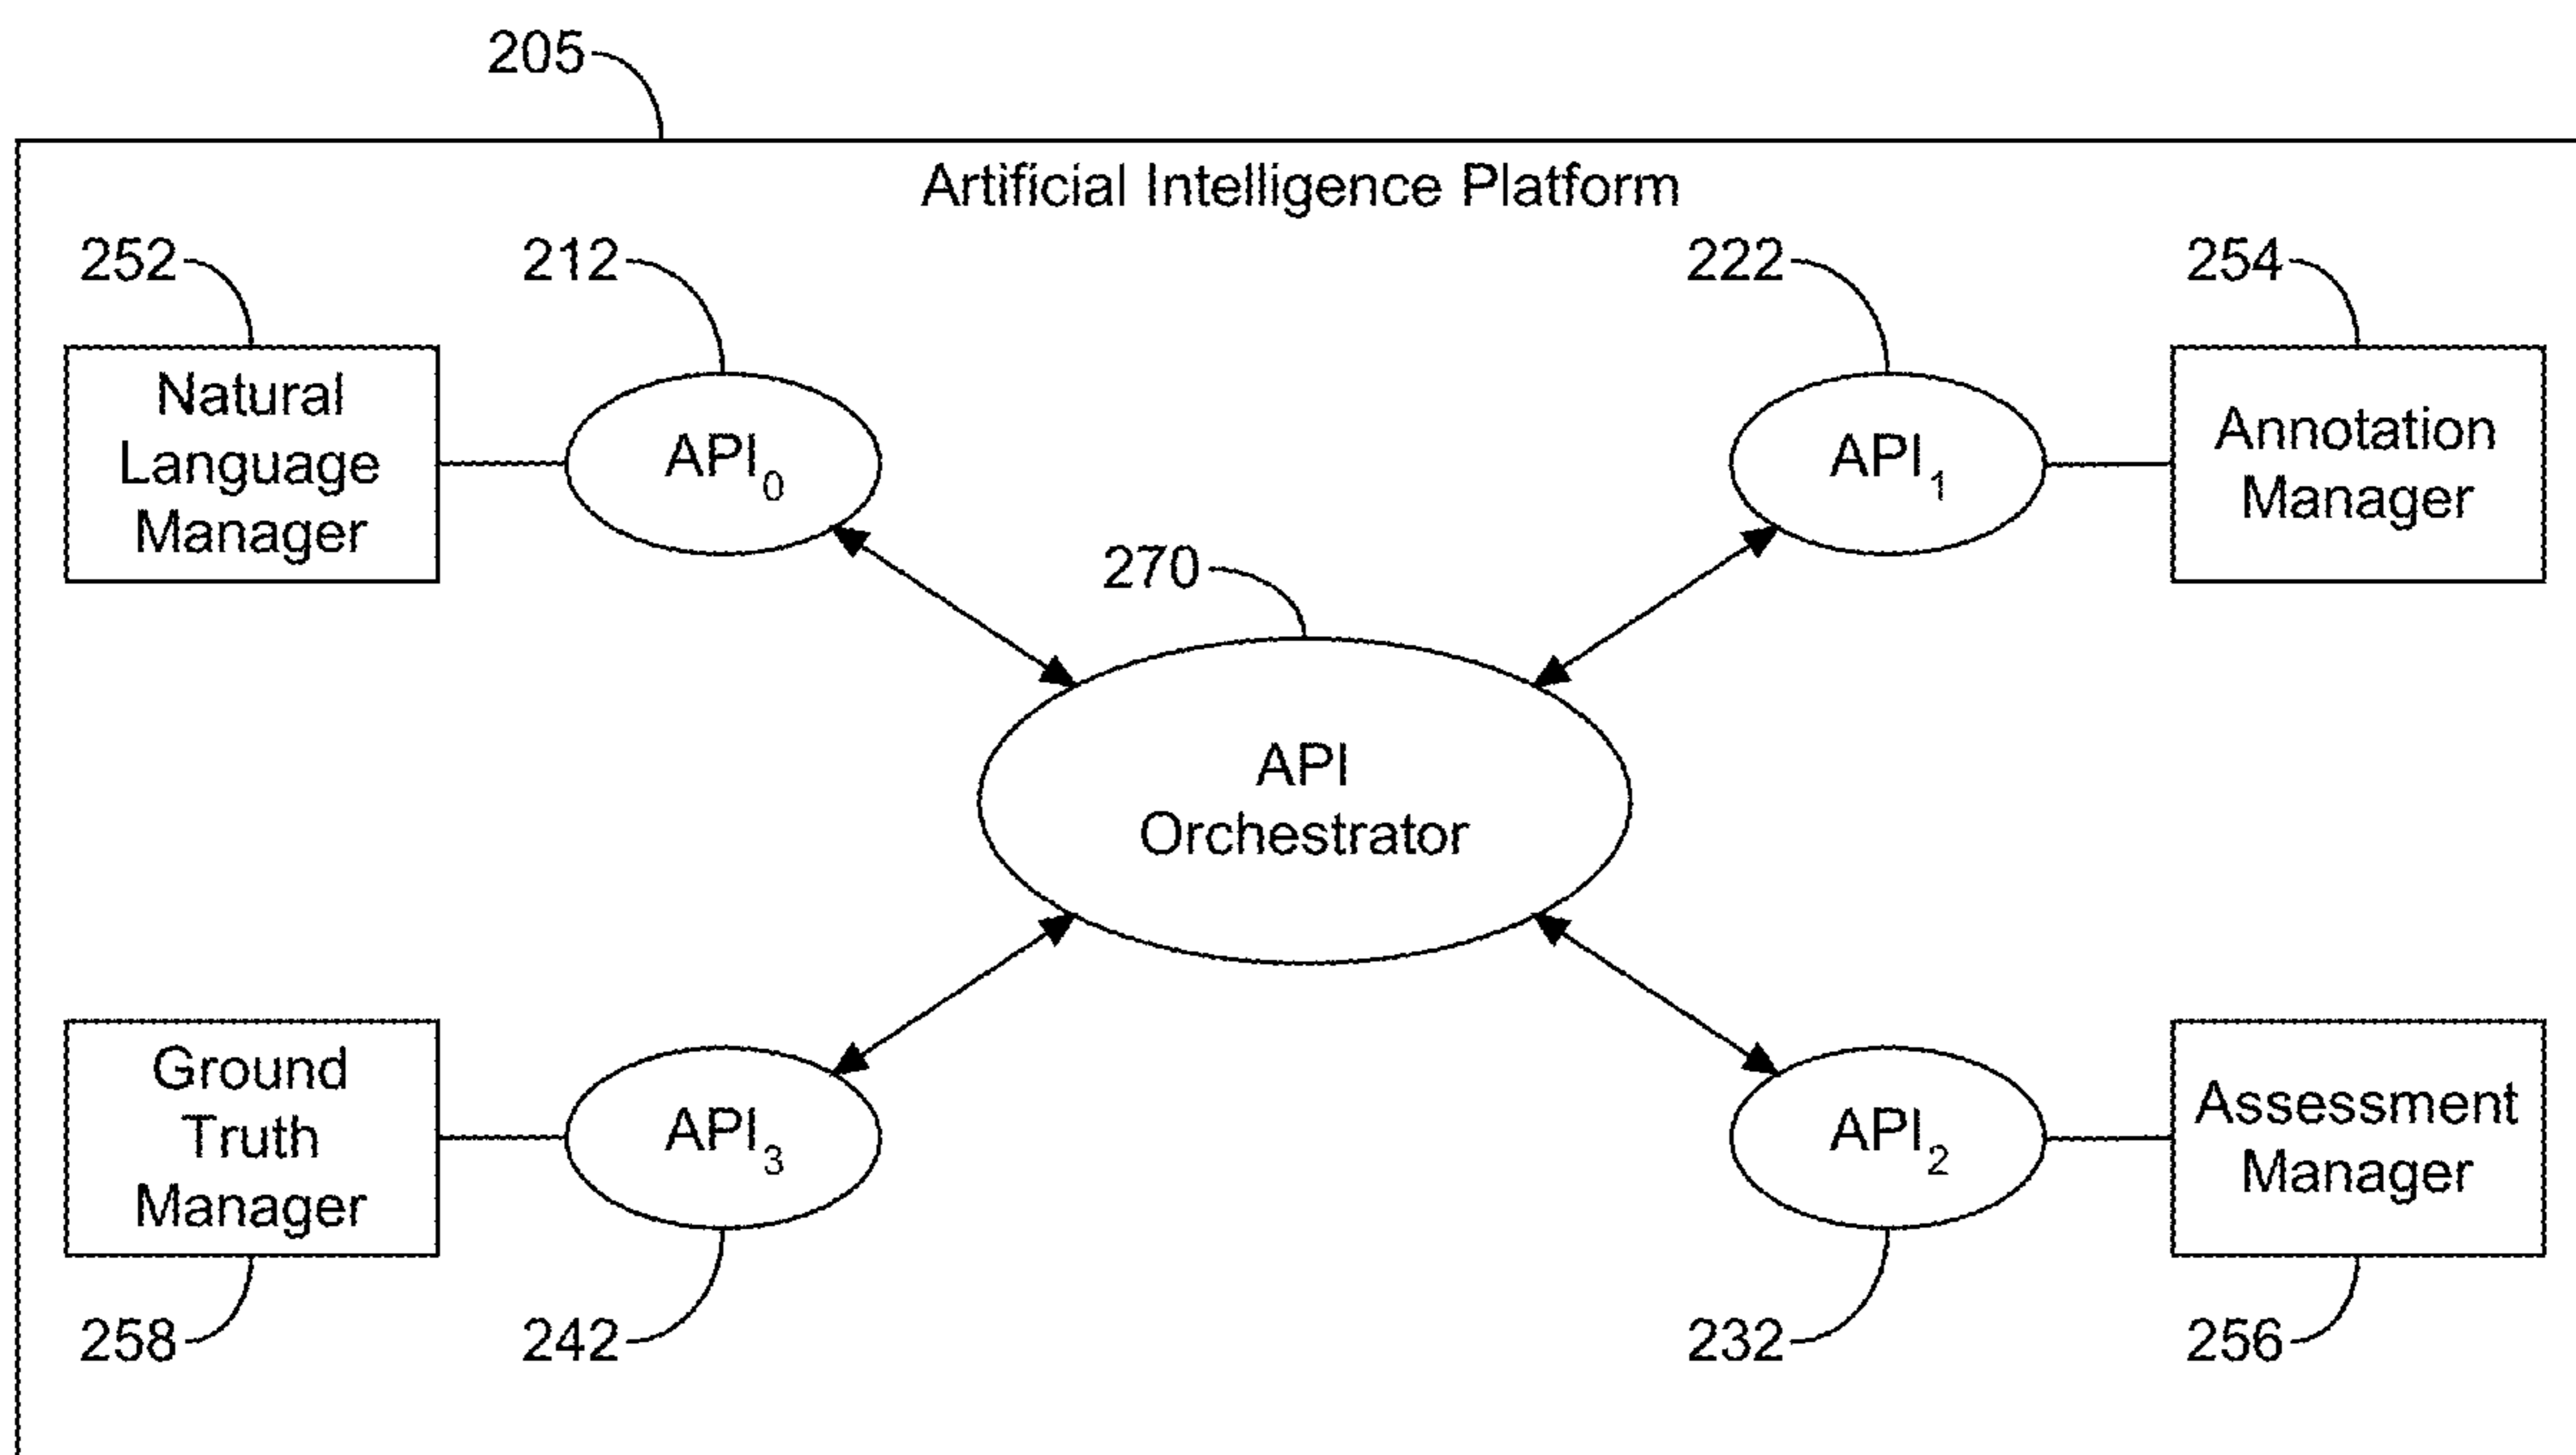 205
Artificial Intelligence Platform
252
212
222
254
Natural
Language
Manager
API₀
API₁
Annotation
Manager
270
API
Orchestrator
Ground
Truth
Manager
API₃
API₂
Assessment
Manager
258
242
232
256